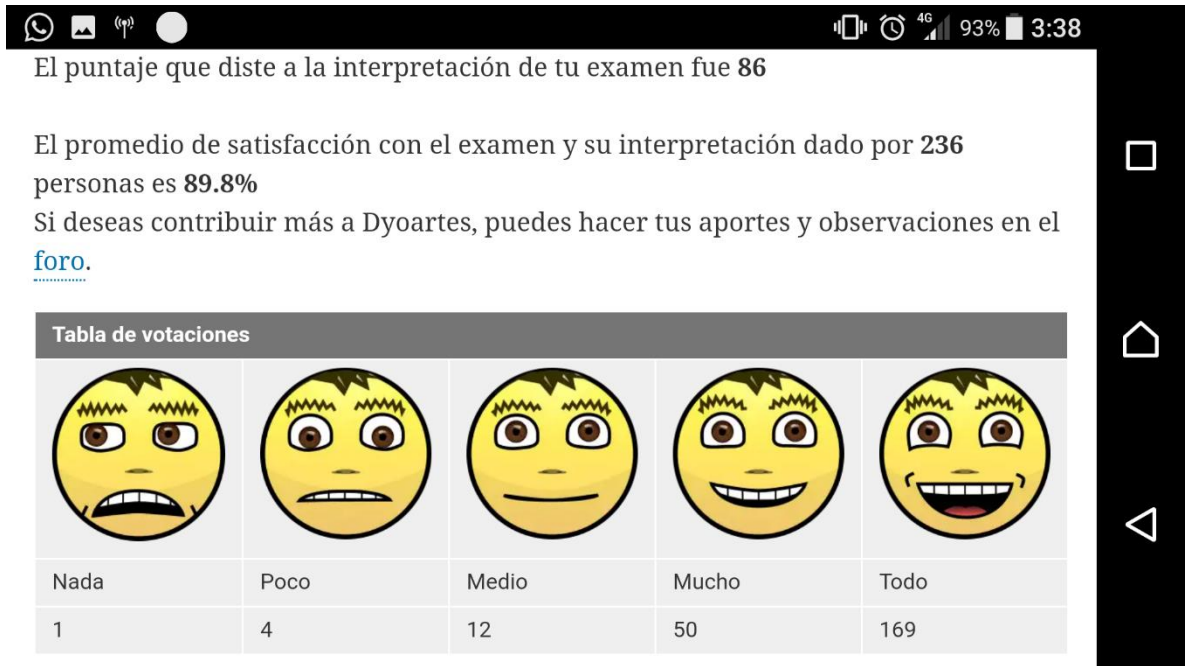 4G 93% 3:38
El puntaje que diste a la interpretación de tu examen fue 86
El promedio de satisfacción con el examen y su interpretación dado por 236
personas es 89.8%
Si deseas contribuir más a Dyoartes, puedes hacer tus aportes y observaciones en el
foro.
Tabla de votaciones
Nada Poco Medio Mucho Todo
1 4 12 50 169